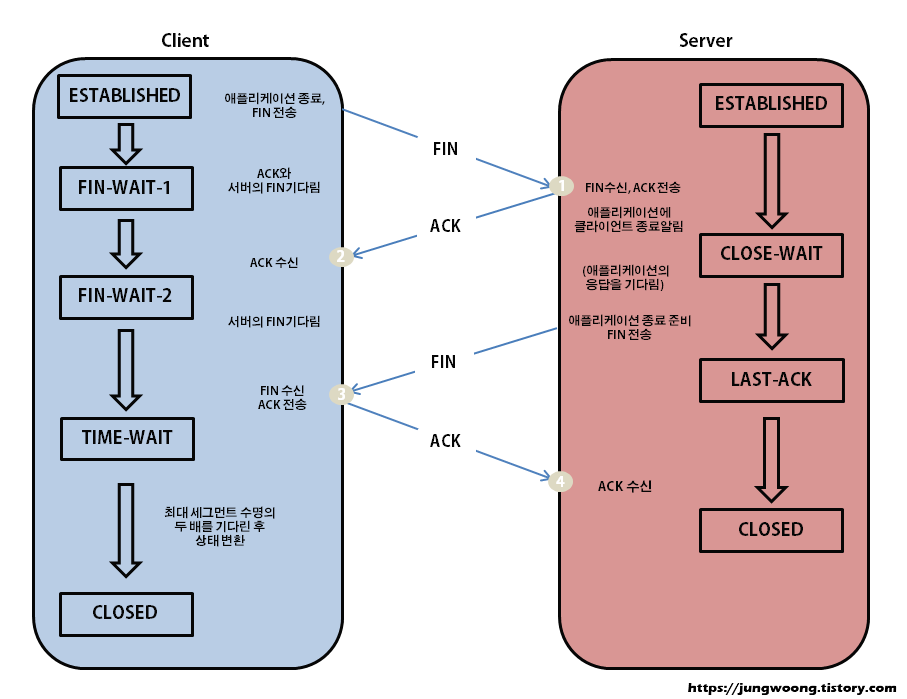 Client
ESTABLISHED
애플리케이션 종료,
FIN 전송
FIN-WAIT-1
ACK와
서버의 FIN기다림
ACK 수신
FIN-WAIT-2
서버의 FIN기다림
FIN 수신
ACK 전송
TIME-WAIT
최대 세그먼트 수명의
두 배를 기다린 후
상태 변환
CLOSED
FIN
1
ACK
2
FIN
3
ACK
4
Server
ESTABLISHED
FIN수신, ACK 전송
애플리케이션에
클라이언트 종료알림
CLOSE-WAIT
(애플리케이션의
응답을 기다림)
애플리케이션 종료 준비
FIN 전송
LAST-ACK
ACK 수신
CLOSED
https://jungwoong.tistory.com